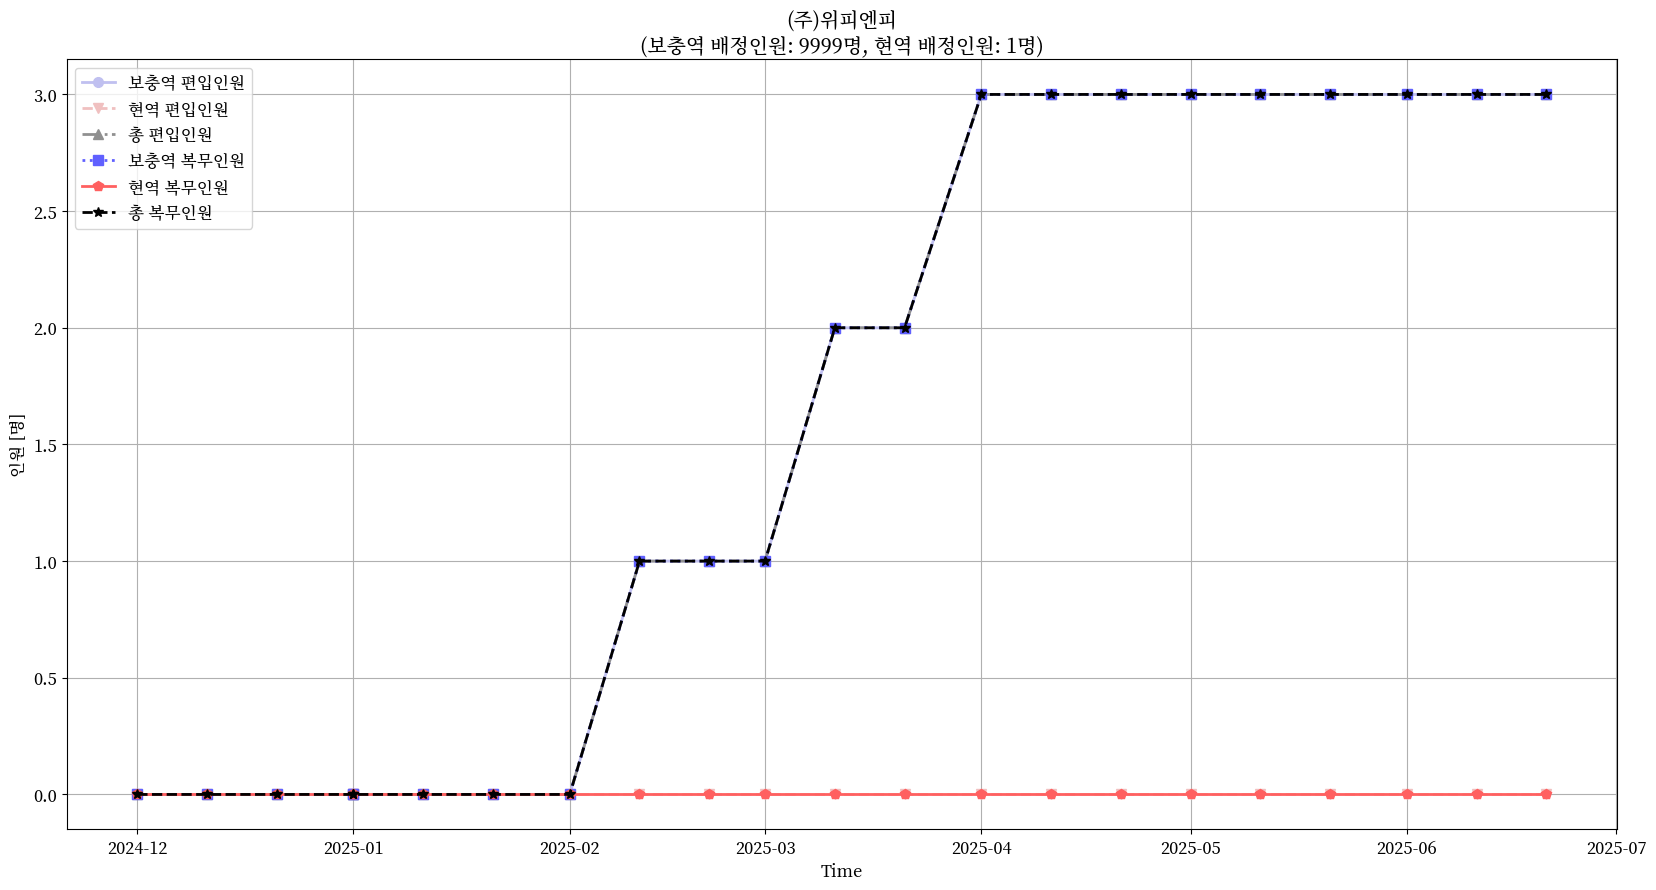 (주)위피엔피
(보충역 배정인원: 9999명, 현역 배정인원: 1명)
보충역 편입인원
현역 편입인원
총 편입인원
보충역 복무인원
현역 복무인원
총 복무인원
인원 [명]
3.0
2.5
2.0
1.5
1.0
0.5
0.0
2024-12
2025-01
2025-02
2025-03
2025-04
2025-05
2025-06
2025-07
Time